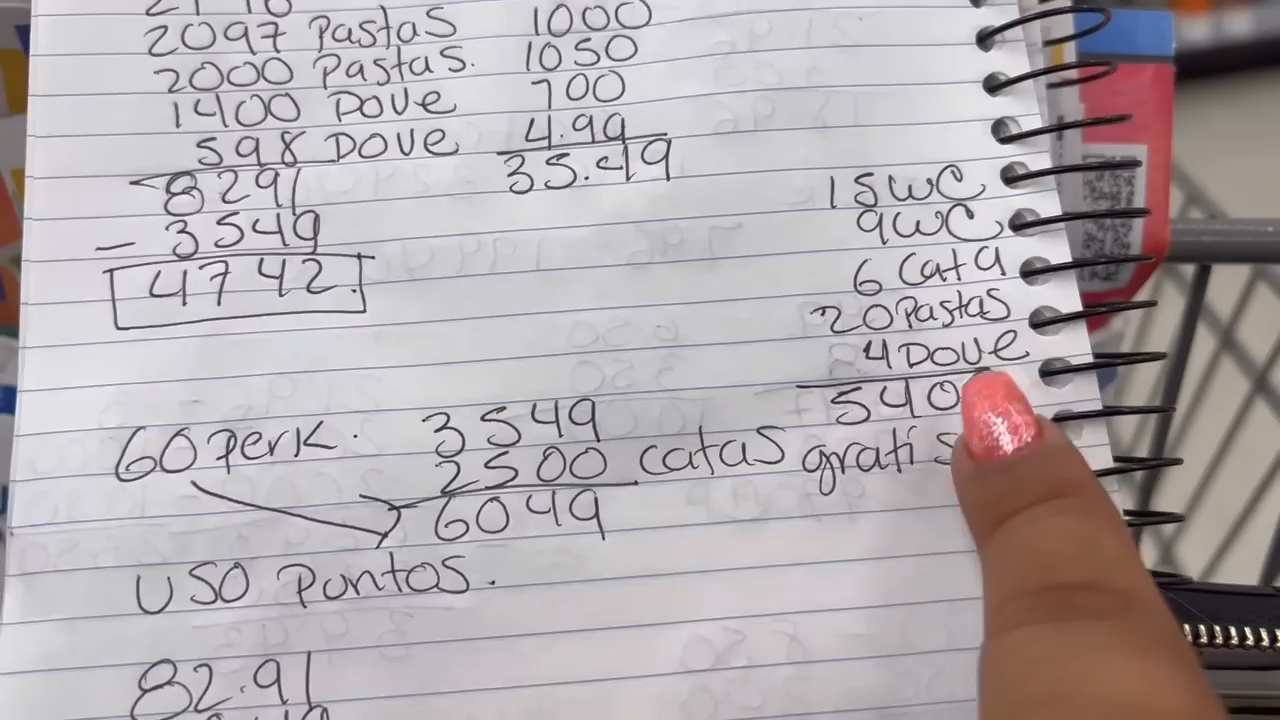 2097 Pastas 1000
2000 Pastas. 1050
1400 Dove 700
598 Dove 4.99
8291 35.49
- 3549
4742.
15 WC
9 WC
6 Cata
20 Pastas
4 Dove
540
60 Perk. 3549
2500 catas gratis
6049
USO Puntos.
82.91